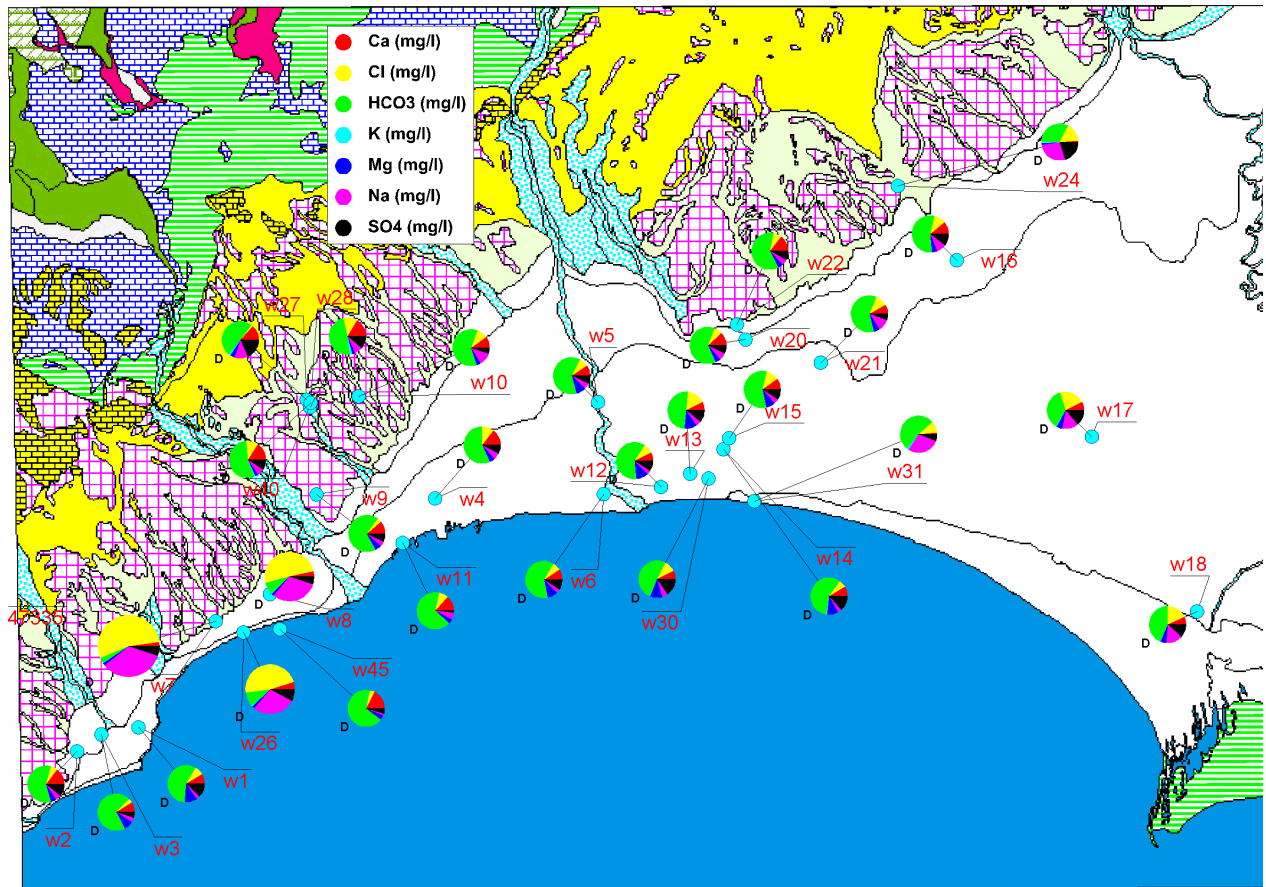 Ca (mg/l)
Cl (mg/l)
HCO3 (mg/l)
K (mg/l)
Mg (mg/l)
Na (mg/l)
SO4 (mg/l)
D
w24
D
w16
D
w22
w27
w28
D
D
D
w10
w5
D
D
w20
D
w21
D
w15
D
w13
D
w17
D
w31
D
w12
D
w40
D
w9
D
w4
D
w14
w11
D
w6
D
w30
D
D
w18
D
47335
D
w8
D
w7
w45
D
D
w26
w1
D
D
w2
D
w3